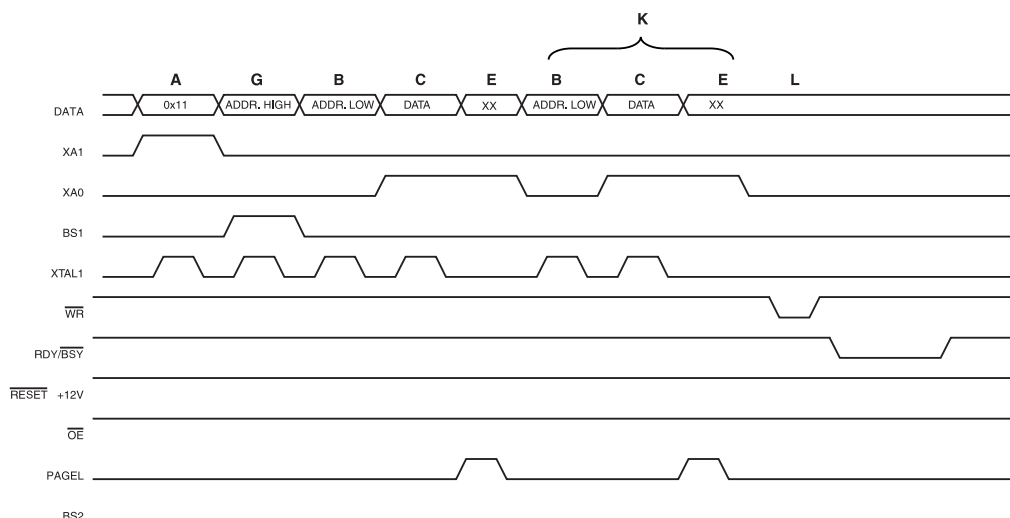 K
A G B C E B C E L
DATA 0x11 ADDR. HIGH ADDR. LOW DATA XX ADDR. LOW DATA XX
XA1
XA0
BS1
XTAL1
WR
RDY/BSY
RESET +12V
OE
PAGEL
BS2